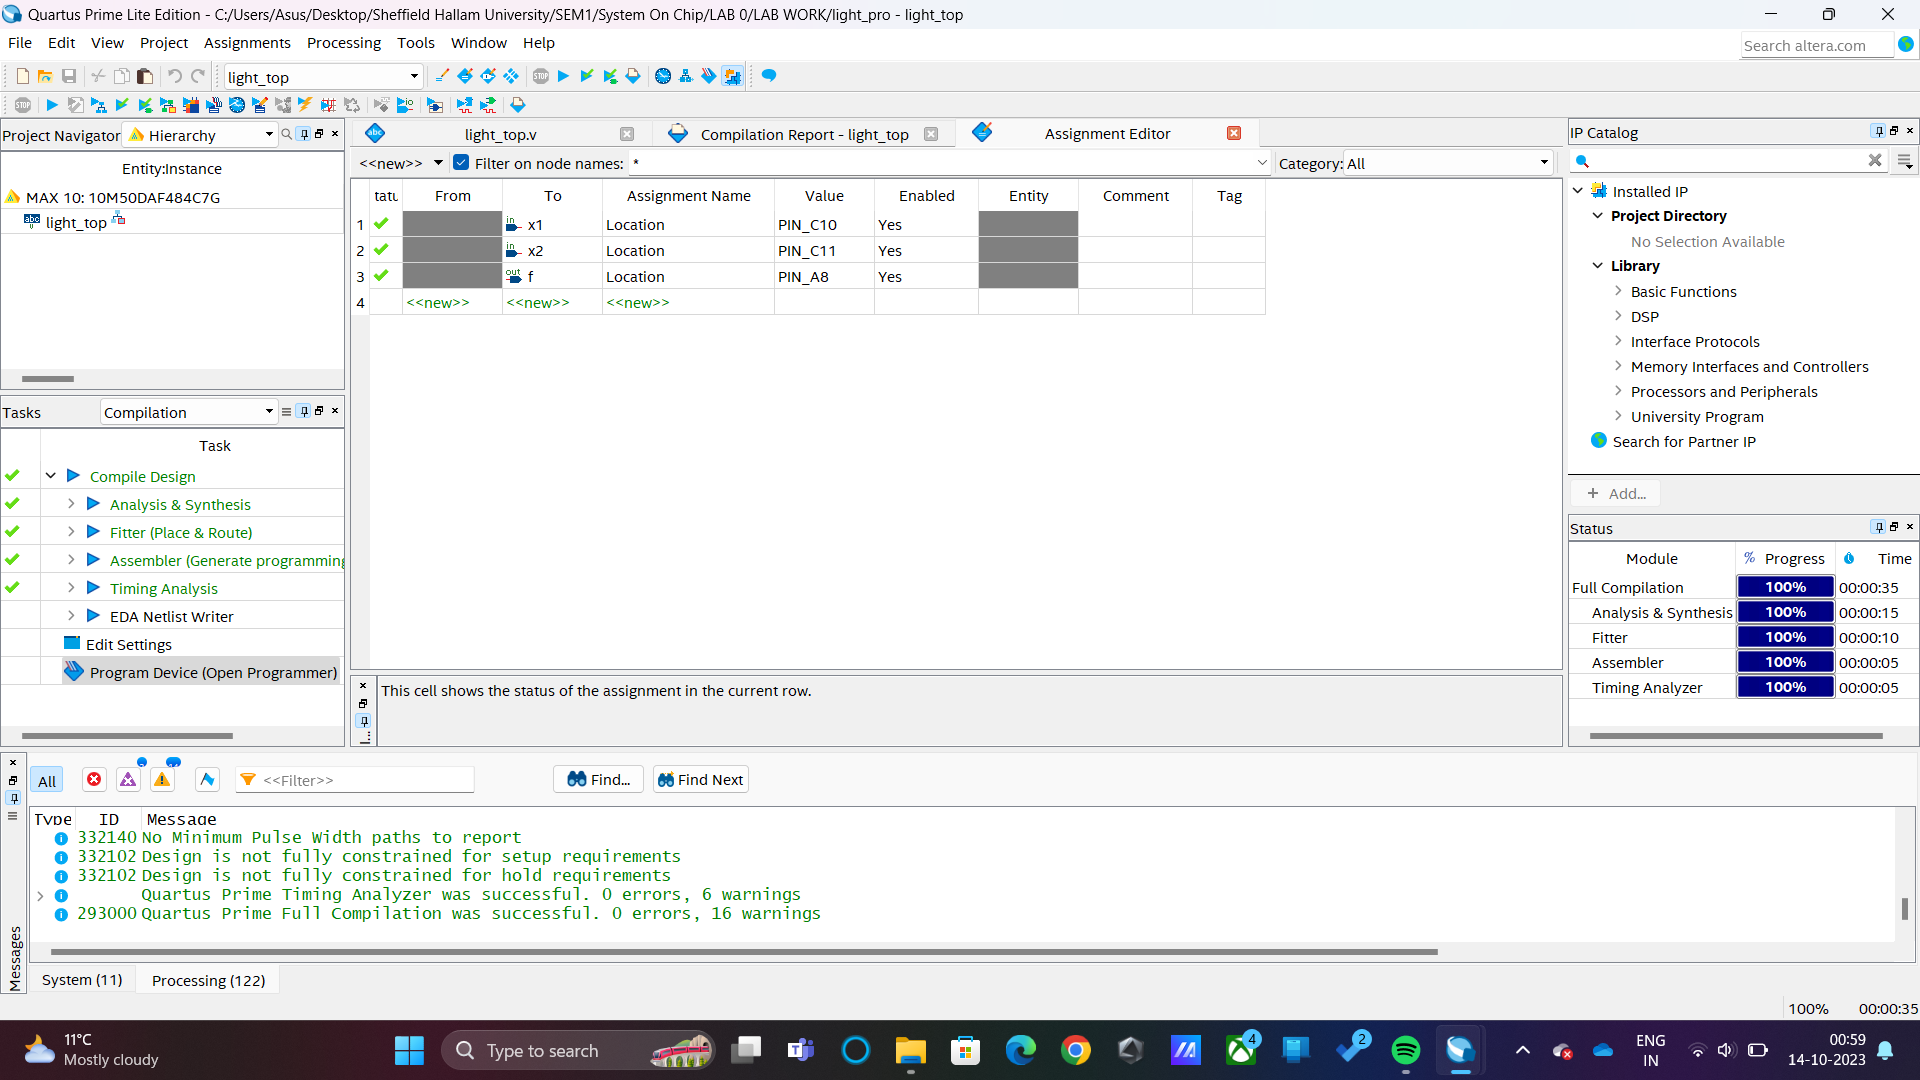 Quartus Prime Lite Edition - C:/Users/Asus/Desktop/Sheffield Hallam University/SEM1/System On Chip/LAB 0/LAB WORK/light_pro - light_top
File Edit View Project Assignments Processing Tools Window Help
Search altera.com
light_top
STOP
STOP
Project Navigator Hierarchy
Entity:Instance
MAX 10: 10M50DAF484C7G
abc light_top
Tasks Compilation
Task
Compile Design
Analysis & Synthesis
Fitter (Place & Route)
Assembler (Generate programming
Timing Analysis
EDA Netlist Writer
Edit Settings
Program Device (Open Programmer)
abc light_top.v
Compilation Report - light_top
Assignment Editor
<<new>> Filter on node names: * Category: All
tatu From To Assignment Name Value Enabled Entity Comment Tag
1 in x1 Location PIN_C10 Yes
2 in x2 Location PIN_C11 Yes
3 out f Location PIN_A8 Yes
4 <<new>> <<new>> <<new>>
This cell shows the status of the assignment in the current row.
IP Catalog
Installed IP
Project Directory
No Selection Available
Library
Basic Functions
DSP
Interface Protocols
Memory Interfaces and Controllers
Processors and Peripherals
University Program
Search for Partner IP
+ Add...
Status
Module % Progress Time
Full Compilation 100% 00:00:35
Analysis & Synthesis 100% 00:00:15
Fitter 100% 00:00:10
Assembler 100% 00:00:05
Timing Analyzer 100% 00:00:05
All <<Filter>> Find... Find Next
Type ID Message
332140 No Minimum Pulse Width paths to report
332102 Design is not fully constrained for setup requirements
332102 Design is not fully constrained for hold requirements
Quartus Prime Timing Analyzer was successful. 0 errors, 6 warnings
293000 Quartus Prime Full Compilation was successful. 0 errors, 16 warnings
Messages
System (11) Processing (122)
100% 00:00:35
11°C
Mostly cloudy
Type to search
4
2
ENG
IN
00:59
14-10-2023